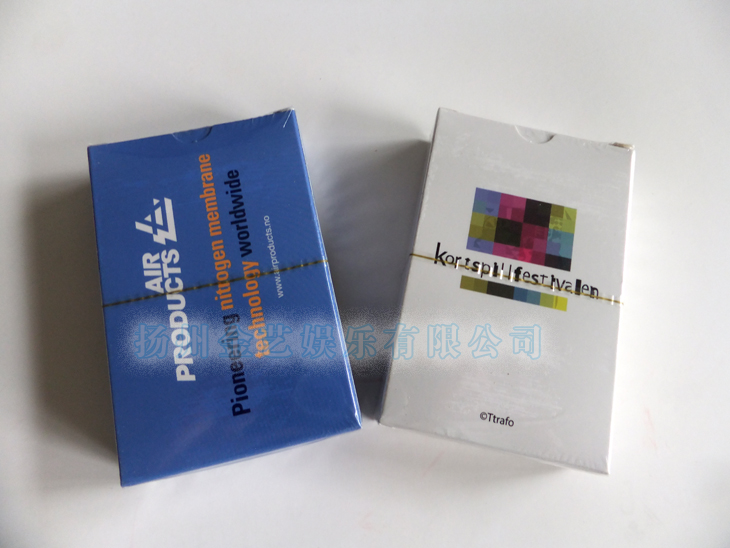 AIR
PRODUCTS
Pioneering nitrogen membrane
technology worldwide
www.airproducts.no
kortspillfestivalen
©Ttrafo
扬州金艺娱乐有限公司